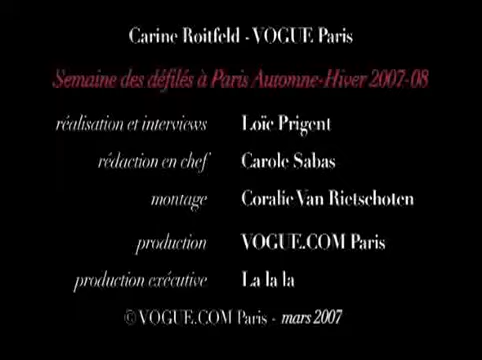 Carine Roitfeld - VOGUE Paris
Semaine des défilés à Paris Automne-Hiver 2007-08
réalisation et interviews Loïc Prigent
rédaction en chef Carole Sabas
montage Coralie Van Rietschoten
production VOGUE.COM Paris
production exécutive La la la
© VOGUE.COM Paris - mars 2007